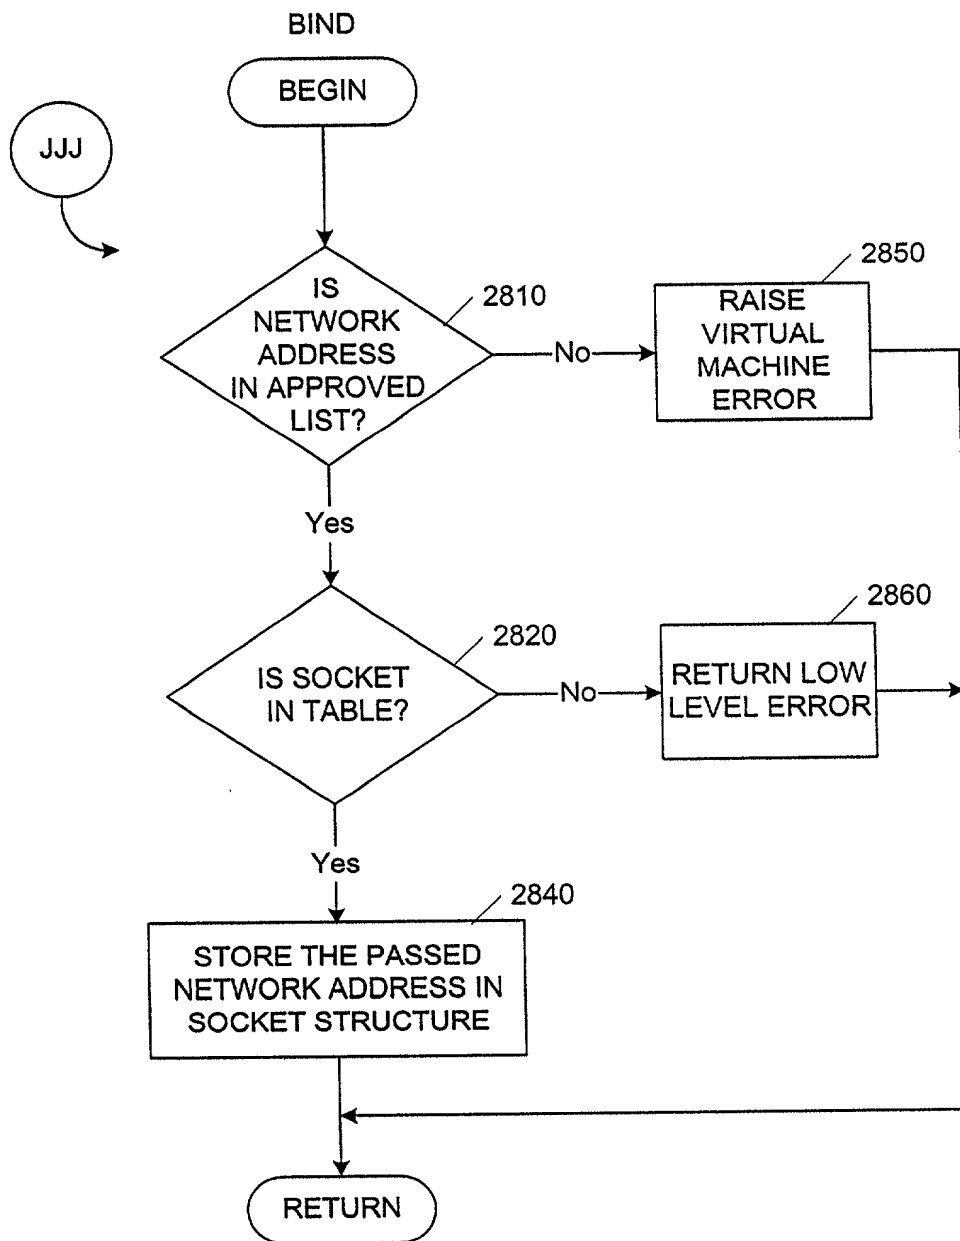 BIND
BEGIN
JJJ
IS
NETWORK
ADDRESS
IN APPROVED
LIST?
2810
No
2850
RAISE
VIRTUAL
MACHINE
ERROR
Yes
IS SOCKET
IN TABLE?
2820
No
2860
RETURN LOW
LEVEL ERROR
Yes
2840
STORE THE PASSED
NETWORK ADDRESS IN
SOCKET STRUCTURE
RETURN